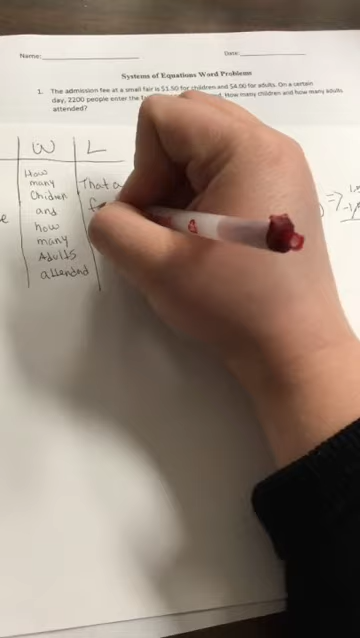 Name:
Date:
Systems of Equations Word Problems
1. The admission fee at a small fair is $1.50 for children and $4.00 for adults. On a certain
day, 2200 people enter the How many children and how many adults
attended?
W L
How
many
Children
and
how
many
Adults
attended
That a